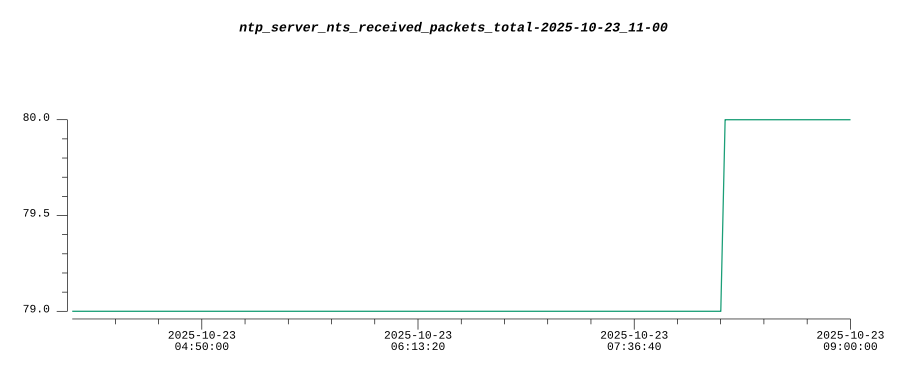 ntp_server_nts_received_packets_total-2025-10-23_11-00
80.0
79.5
79.0
2025-10-23 2025-10-23 2025-10-23 2025-10-23
04:50:00 06:13:20 07:36:40 09:00:00